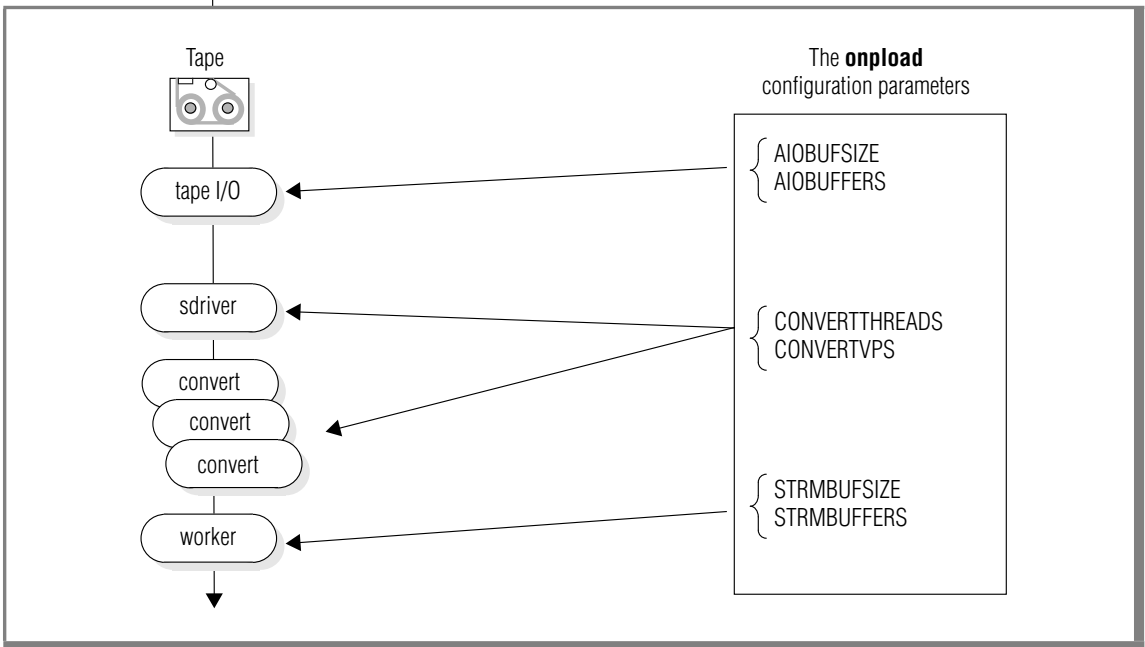 Tape
tape I/O
sdriver
convert
convert
convert
worker
The onpload
configuration parameters
AIOBUFSIZE
AIOBUFFERS
CONVERTTHREADS
CONVERTVPS
STRMBUFSIZE
STRMBUFFERS